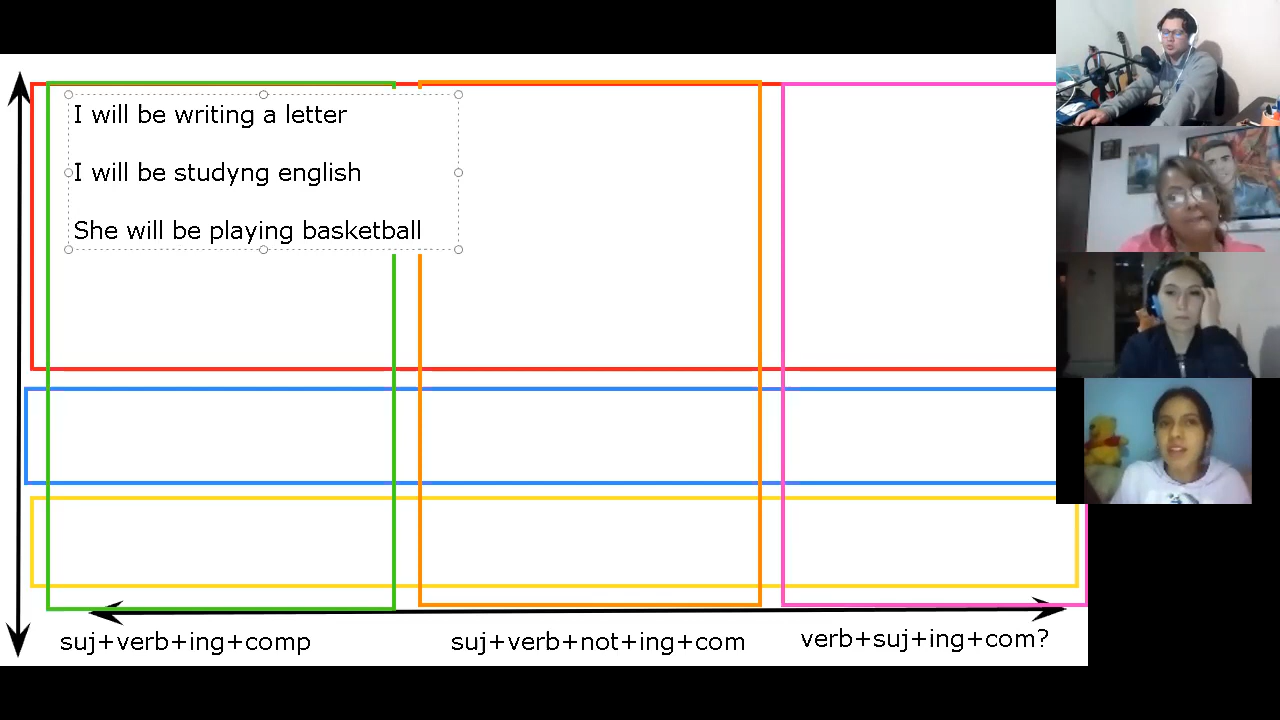 I will be writing a letter
I will be studyng english
She will be playing basketball
suj+verb+ing+comp
suj+verb+not+ing+com
verb+suj+ing+com?